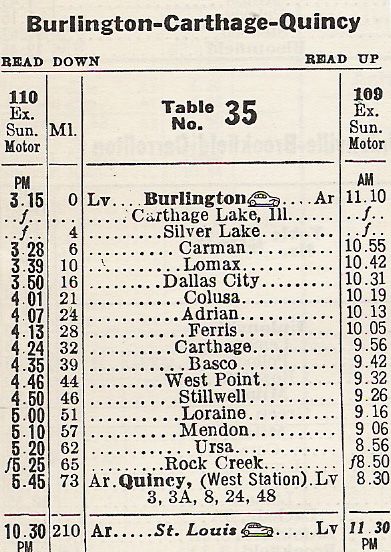 Burlington-Carthage-Quincy
READ DOWN READ UP
110 Ex. Sun. Motor Ml. Table No. 35 109 Ex. Sun. Motor
PM AM
3.15 0 Lv....Burlington....Ar 11.10
..f.. ......Carthage Lake, Ill...... ..f..
..f.. 4 ......Silver Lake...... ..f..
3.28 6 ......Carman...... 10.55
3.39 10 ......Lomax...... 10.42
3.50 16 ......Dallas City...... 10.31
4.01 21 ......Colusa...... 10.19
4.07 24 ......Adrian...... 10.13
4.13 28 ......Ferris...... 10.05
4.24 32 ......Carthage...... 9.56
4.35 39 ......Basco...... 9.42
4.46 44 ......West Point...... 9.32
4.50 46 ......Stillwell...... 9.26
5.00 51 ......Loraine...... 9.16
5.10 57 ......Mendon...... 9 06
5.20 62 ......Ursa...... 8.56
f5.25 65 ......Rock Creek...... f8.50
5.45 73 Ar.Quincy, (West Station).Lv 8.30
3, 3A, 8, 24, 48
10.30 210 Ar.....St. Louis.....Lv 11 30
PM PM